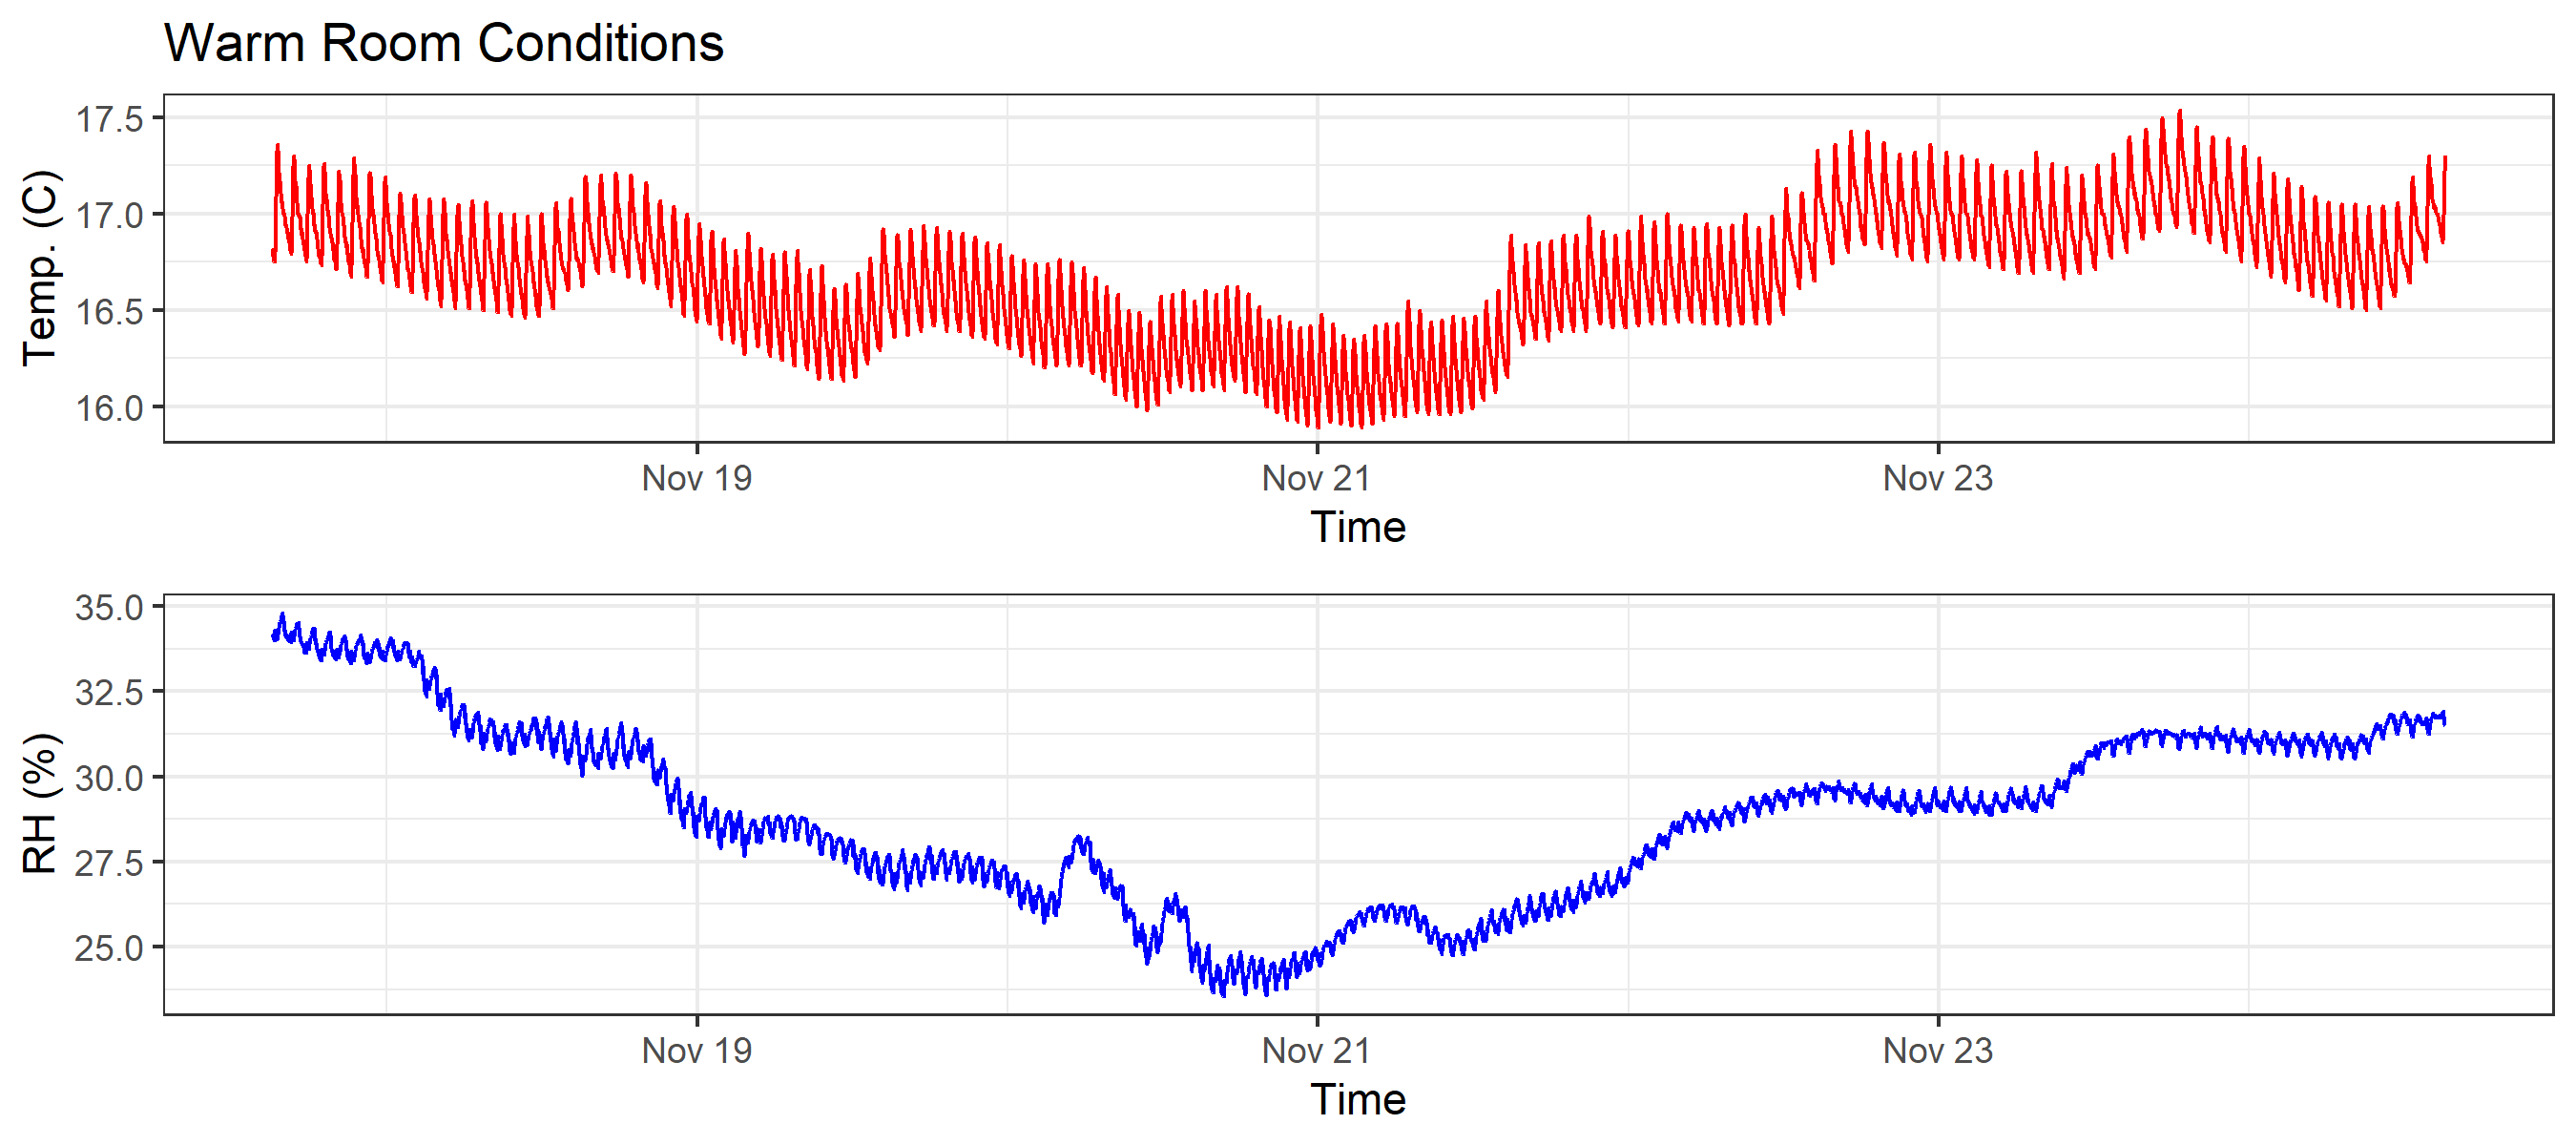 Warm Room Conditions
17.5
17.0
16.5
16.0
Temp. (C)
Nov 19 Nov 21 Nov 23
Time
35.0
32.5
30.0
27.5
25.0
RH (%)
Nov 19 Nov 21 Nov 23
Time